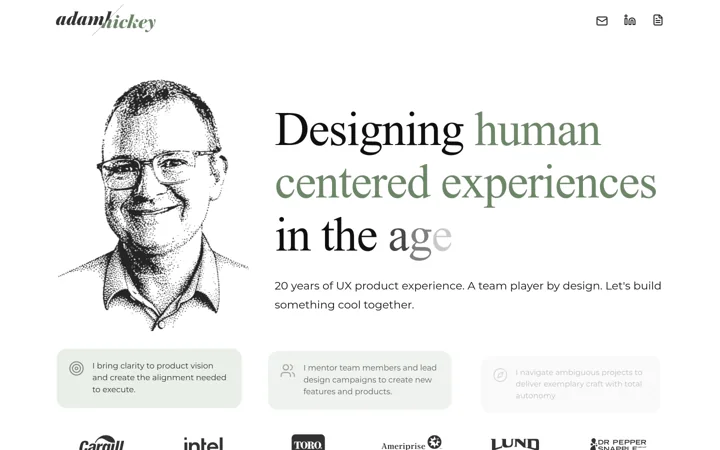 adam/hickey
Designing human
centered experiences
in the age
20 years of UX product experience. A team player by design. Let's build
something cool together.
I bring clarity to product vision
and create the alignment needed
to execute.
I mentor team members and lead
design campaigns to create new
features and products.
I navigate ambiguous projects to
deliver exemplary craft with total
autonomy
Cargill
intel
TORO
Ameriprise
LUND
DR PEPPER
SNAPPLE